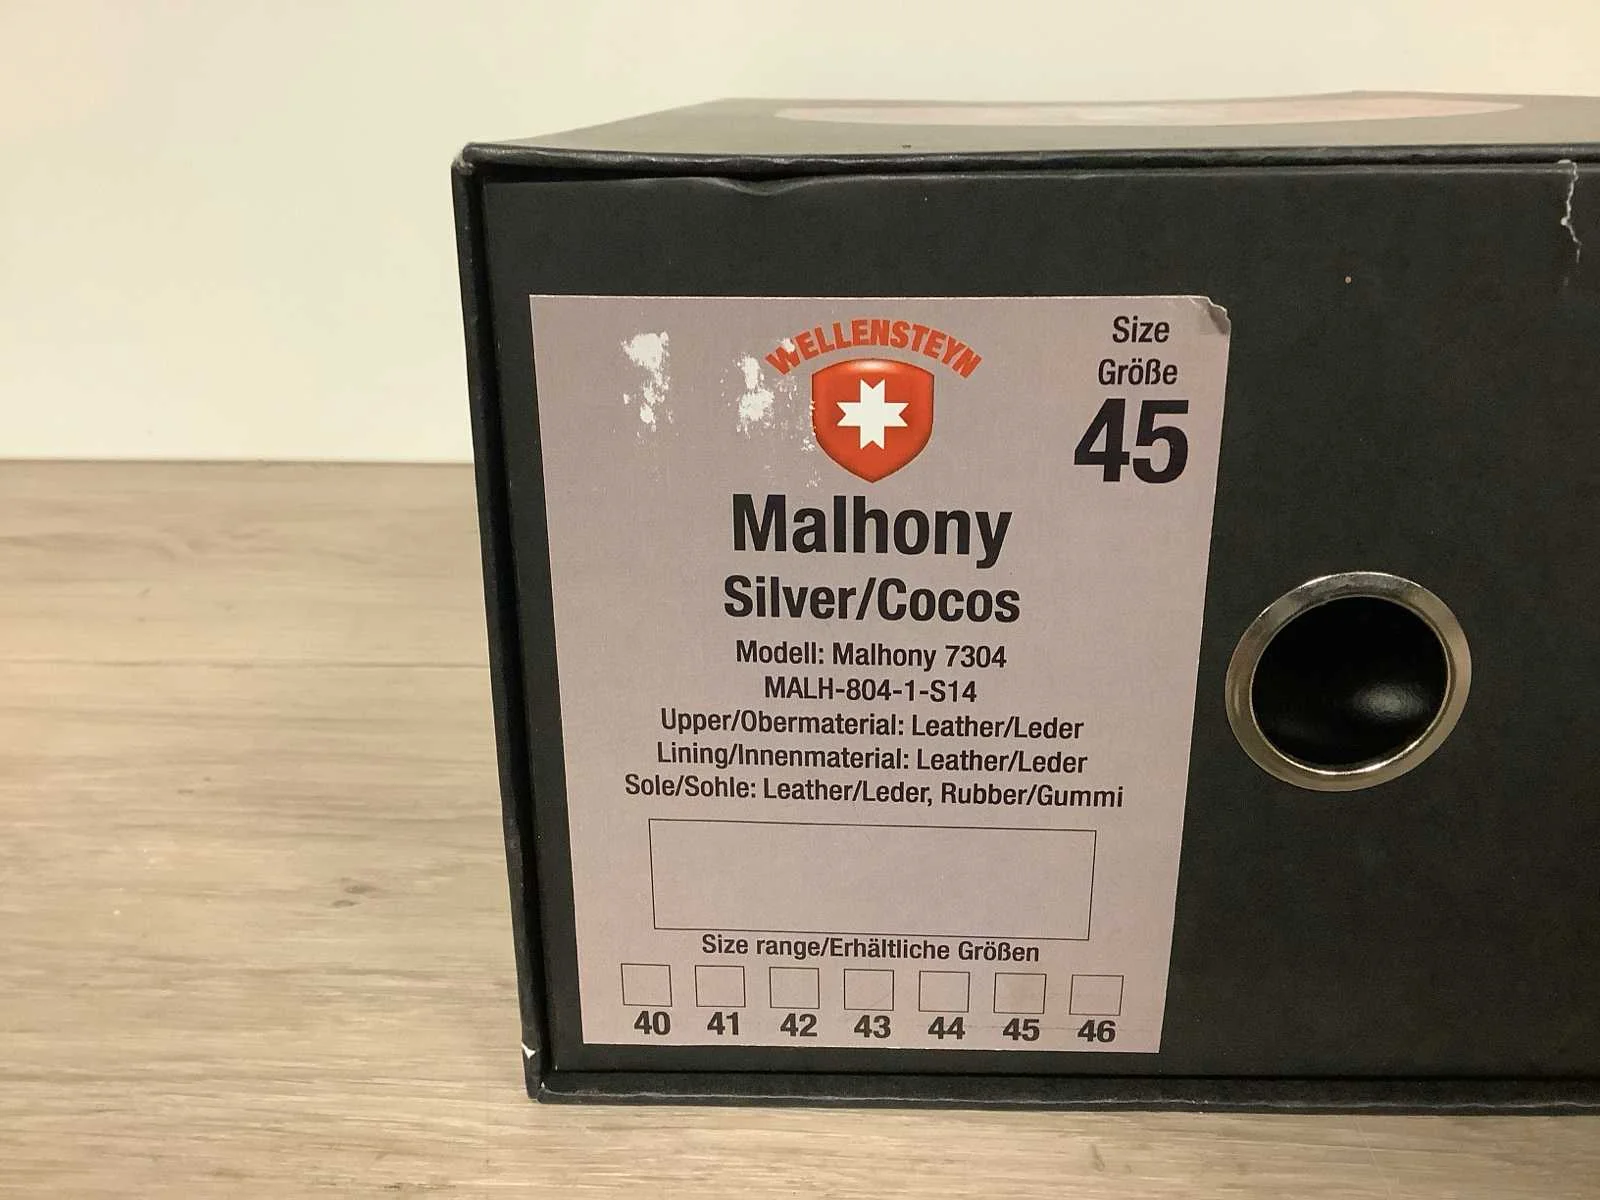 WELLENSTEYN
Size
Größe
45
Malhony
Silver/Cocos
Modell: Malhony 7304
MALH-804-1-S14
Upper/Obermaterial: Leather/Leder
Lining/Innenmaterial: Leather/Leder
Sole/Sohle: Leather/Leder, Rubber/Gummi
Size range/Erhältliche Größen
40 41 42 43 44 45 46